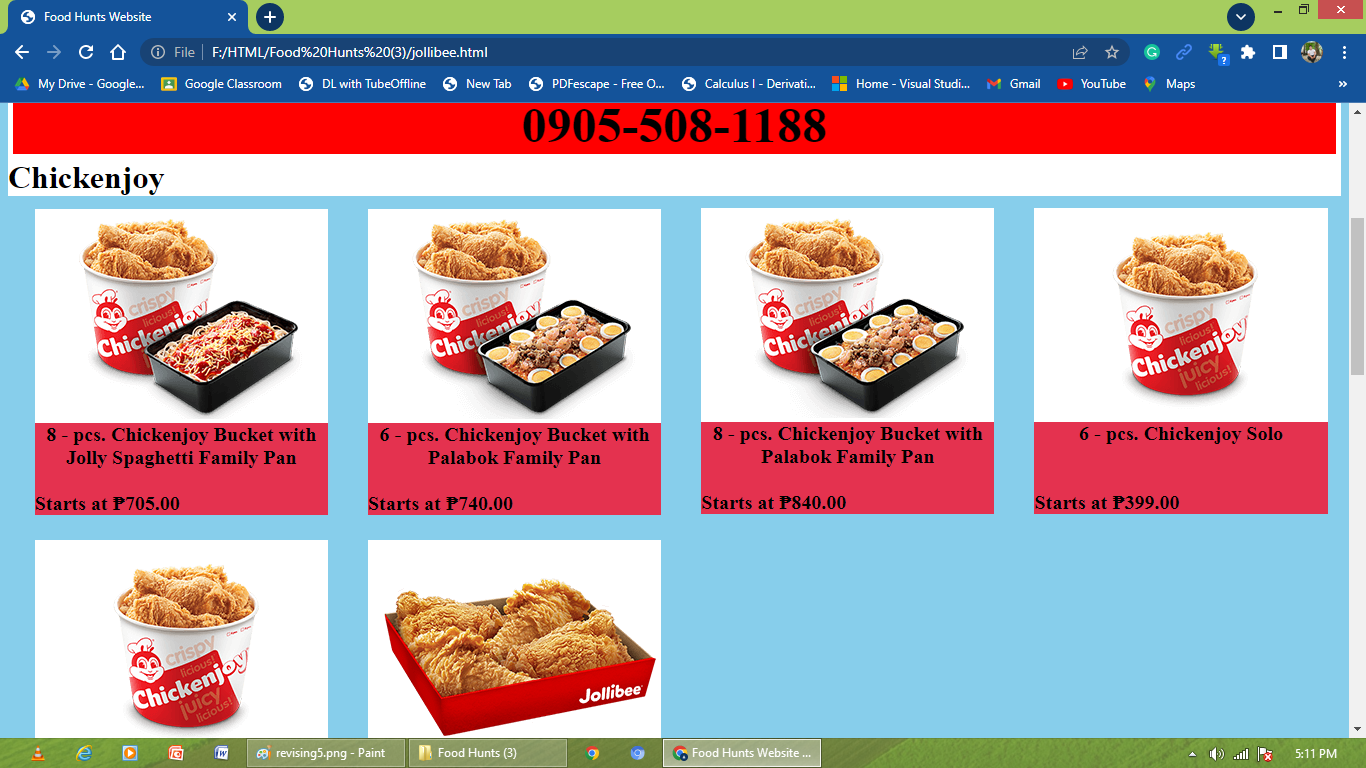 Food Hunts Website
File
F:/HTML/Food%20Hunts%20(3)/jollibee.html
My Drive - Google...
Google Classroom
DL with TubeOffline
New Tab
PDFescape - Free O...
Calculus I - Derivati...
Home - Visual Studi...
Gmail
YouTube
Maps
»
0905-508-1188
Chickenjoy
crispy
licious!
Chickenjoy
crispy
licious!
Chickenjoy
crispy
licious!
Chickenjoy
crispy
licious!
Chickenjoy
juicy
licious!
8 - pcs. Chickenjoy Bucket with
Jolly Spaghetti Family Pan
Starts at ₱705.00
6 - pcs. Chickenjoy Bucket with
Palabok Family Pan
Starts at ₱740.00
8 - pcs. Chickenjoy Bucket with
Palabok Family Pan
Starts at ₱840.00
6 - pcs. Chickenjoy Solo
Starts at ₱399.00
crispy
licious!
Chickenjoy
juicy
licious!
Jollibee
revising5.png - Paint
Food Hunts (3)
Food Hunts Website ...
5:11 PM